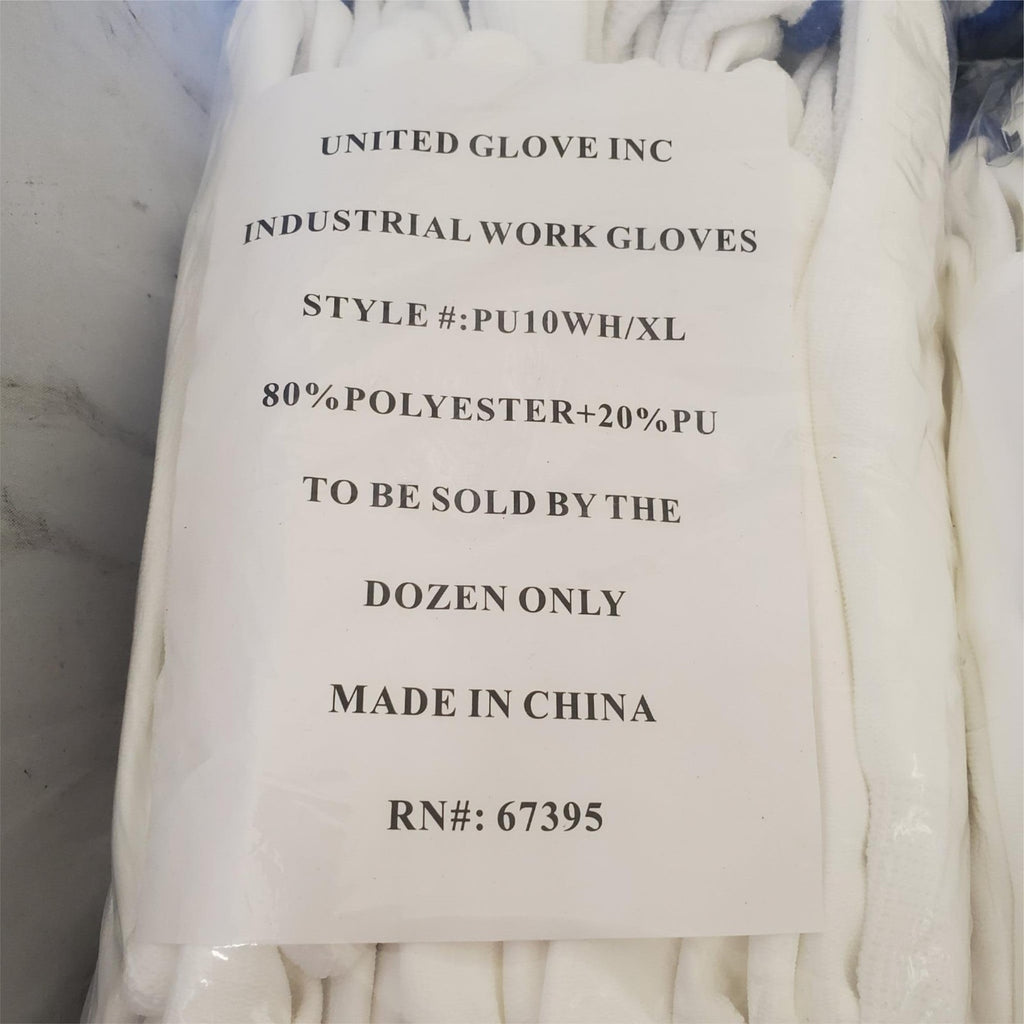 UNITED GLOVE INC
INDUSTRIAL WORK GLOVES
STYLE #:PU10WH/XL
80%POLYESTER+20%PU
TO BE SOLD BY THE
DOZEN ONLY
MADE IN CHINA
RN#: 67395